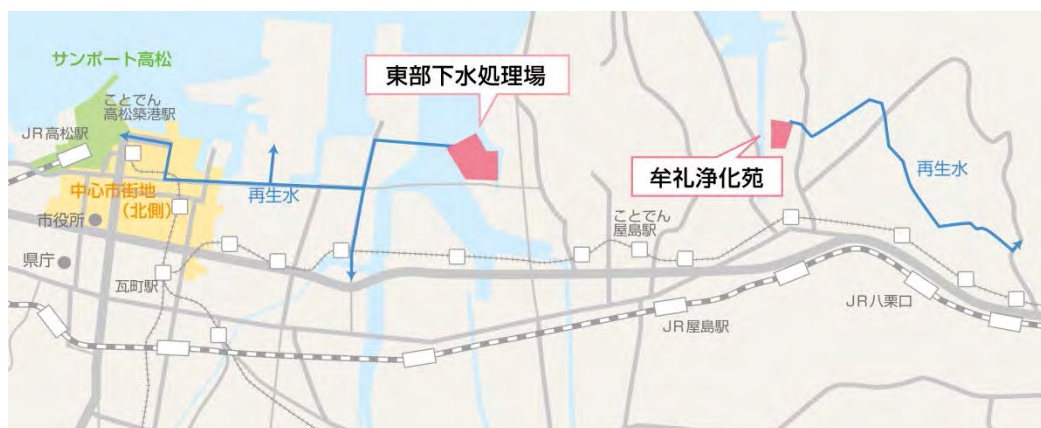 サンポート高松
ことでん
高松築港駅
JR高松駅
東部下水処理場
牟礼浄化苑
中心市街地
（北側）
再生水
再生水
市役所
ことでん
屋島駅
県庁
瓦町駅
JR屋島駅
JR八栗口